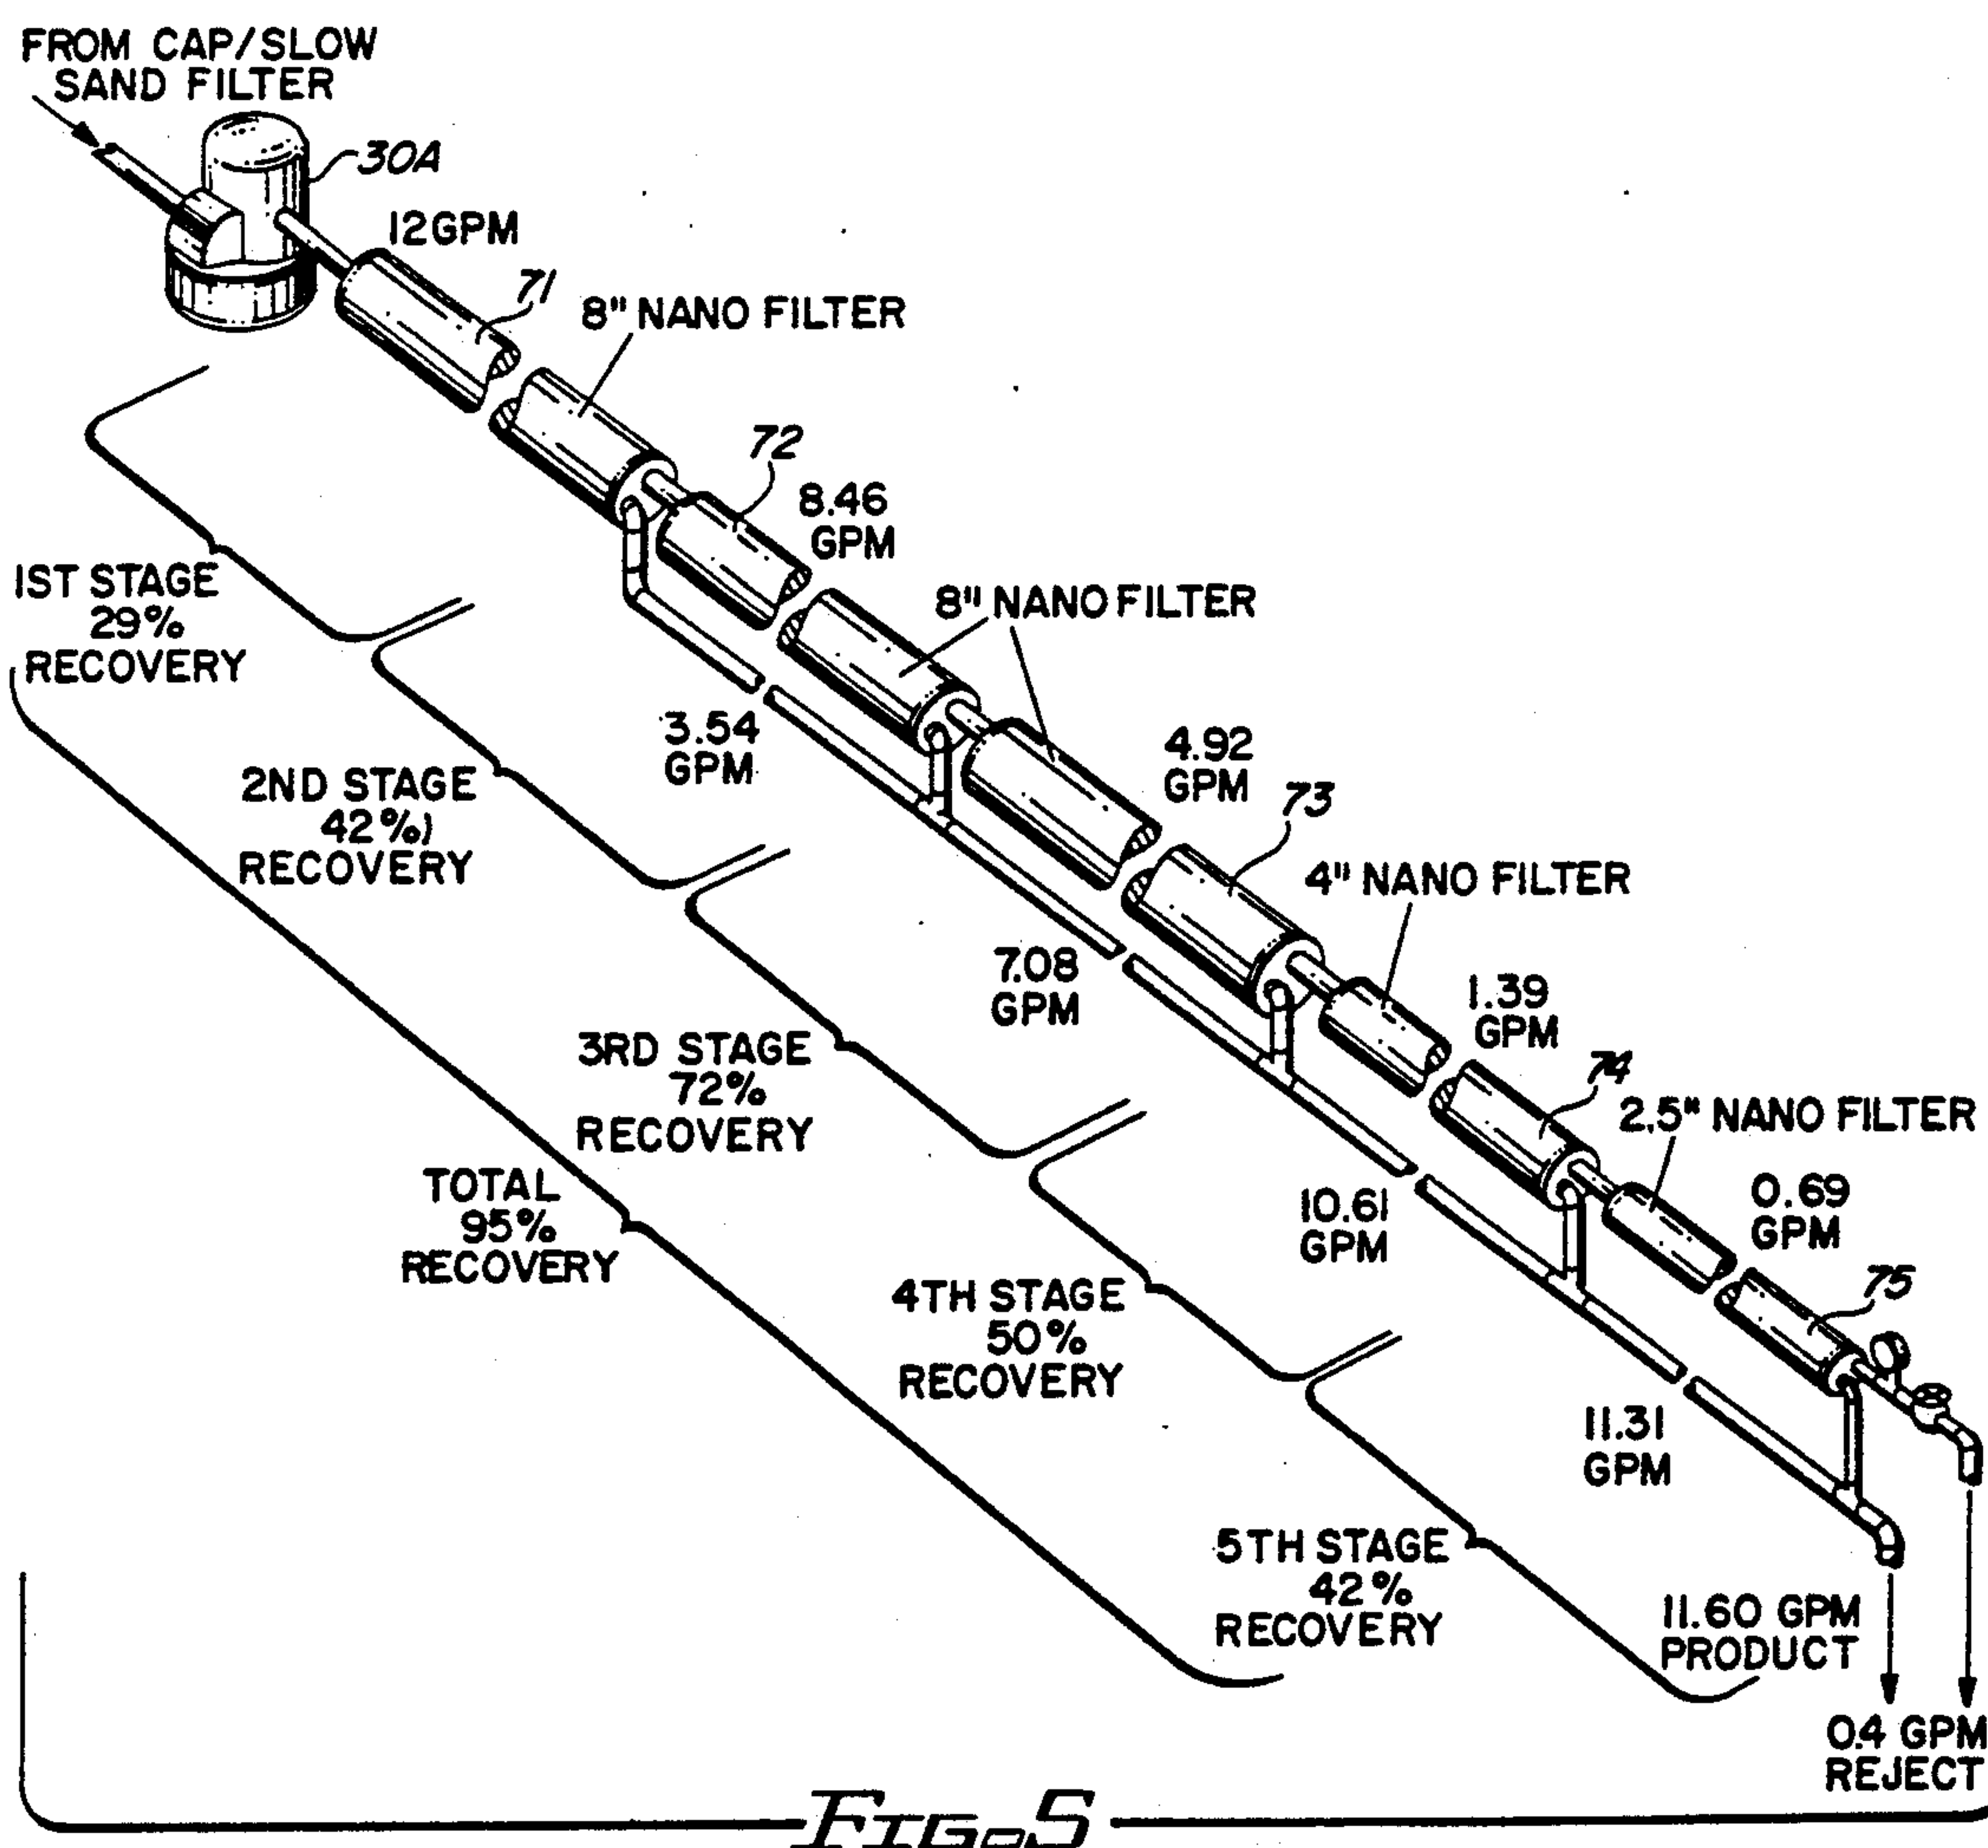 FROM CAP/SLOW
SAND FILTER
30A
12 GPM
71
8" NANO FILTER
72
8.46
GPM
8" NANO FILTER
1ST STAGE
29%
RECOVERY
3.54
GPM
4.92
GPM
73
2ND STAGE
42%)
RECOVERY
4" NANO FILTER
7.08
GPM
1.39
GPM
3RD STAGE
72%
RECOVERY
74
2.5" NANO FILTER
TOTAL
95%
RECOVERY
10.61
GPM
0.69
GPM
75
4TH STAGE
50%
RECOVERY
11.31
GPM
5TH STAGE
42%
RECOVERY
11.60 GPM
PRODUCT
0.4 GPM
REJECT
FIG. 5